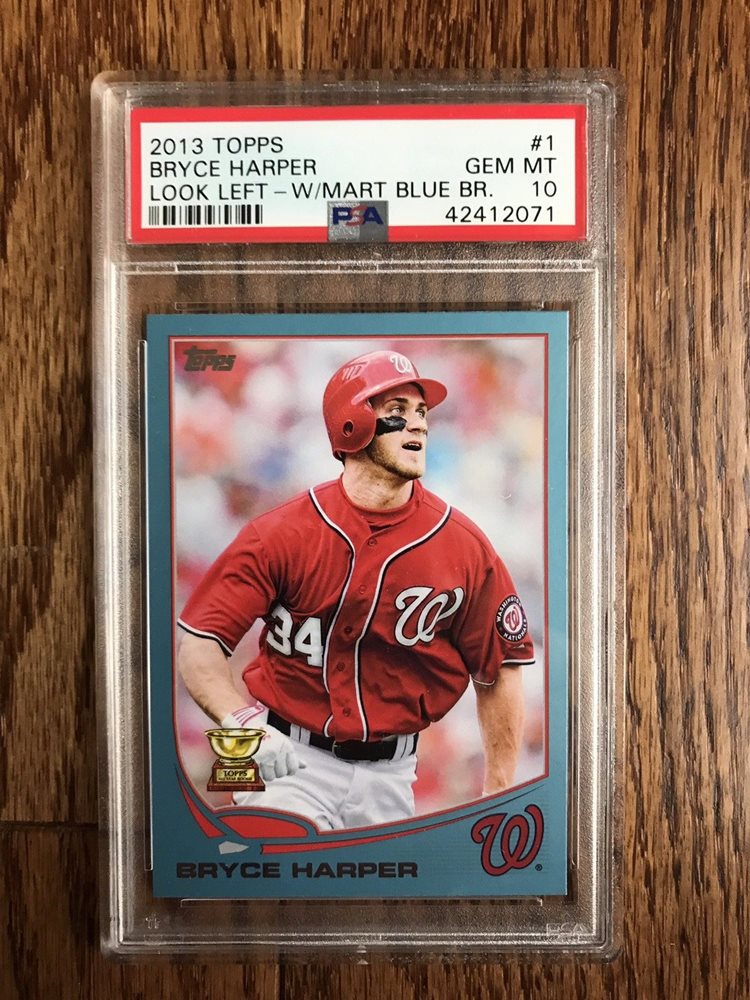 2013 TOPPS #1
BRYCE HARPER GEM MT
LOOK LEFT – W/MART BLUE BR. 10
PSA 42412071
TOPPS
W
34 W
WASHINGTON
W
NATIONALS
TOPPS
W
BRYCE HARPER
PSA